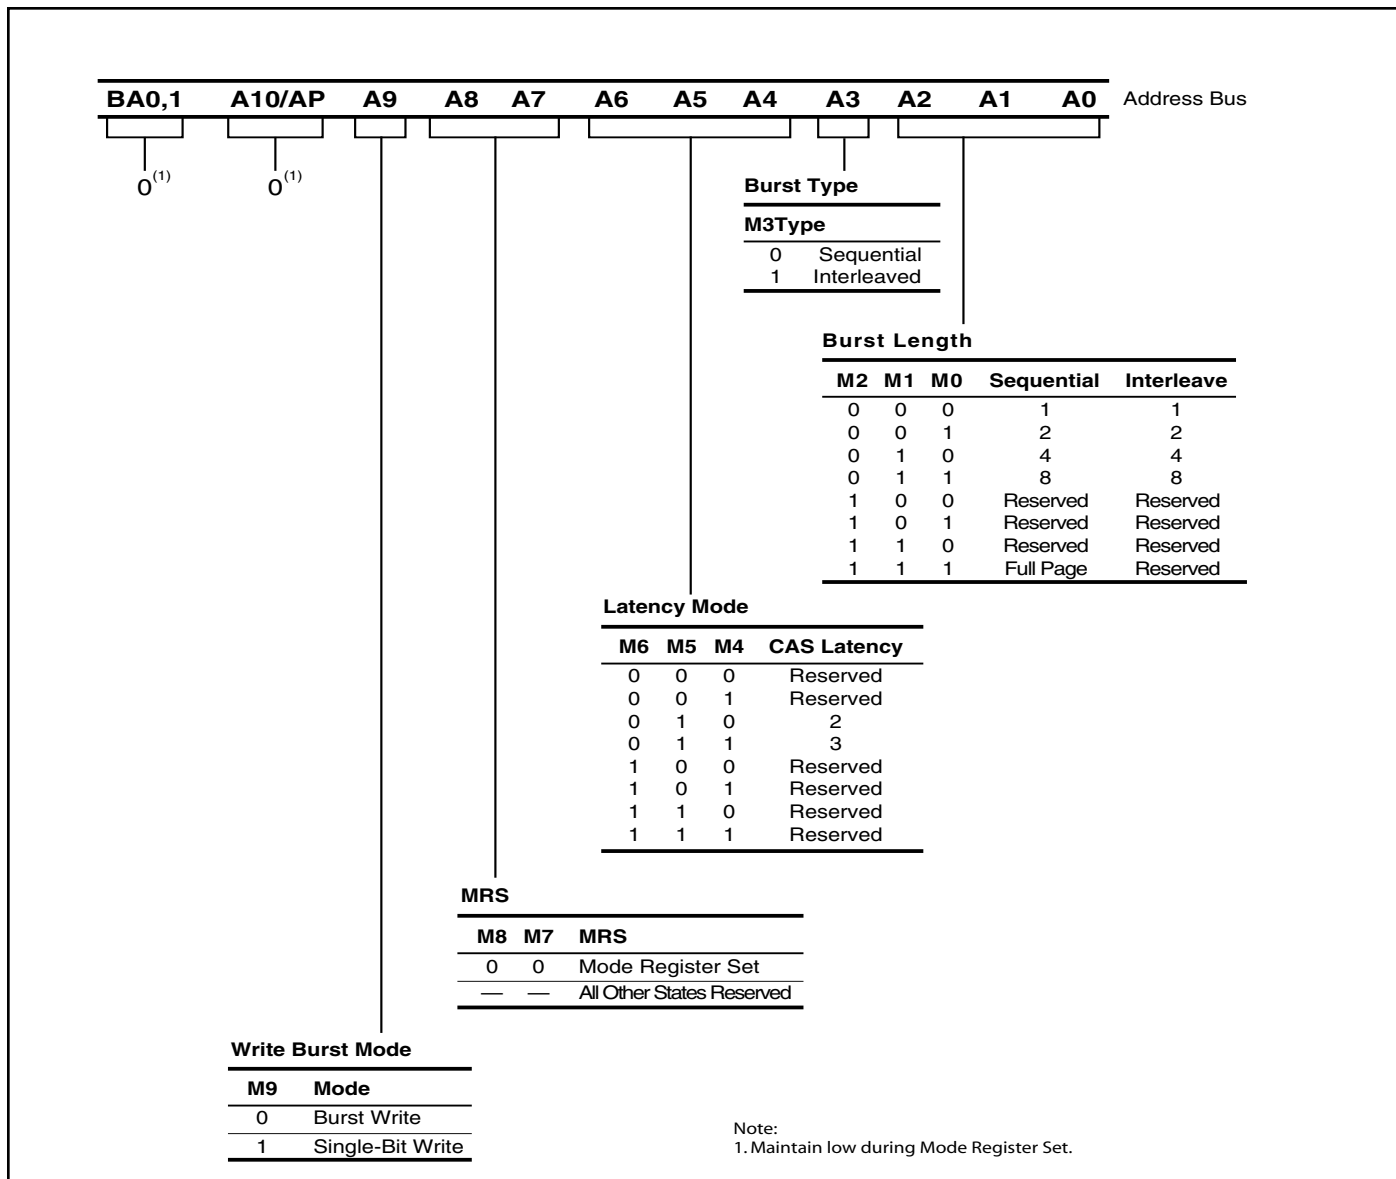 BA0,1 A10/AP A9 A8 A7 A6 A5 A4 A3 A2 A1 A0 Address Bus
0(1) 0(1)
Burst Type
M3Type
0 Sequential
1 Interleaved
Burst Length
M2 M1 M0 Sequential Interleave
0 0 0 1 1
0 0 1 2 2
0 1 0 4 4
0 1 1 8 8
1 0 0 Reserved Reserved
1 0 1 Reserved Reserved
1 1 0 Reserved Reserved
1 1 1 Full Page Reserved
Latency Mode
M6 M5 M4 CAS Latency
0 0 0 Reserved
0 0 1 Reserved
0 1 0 2
0 1 1 3
1 0 0 Reserved
1 0 1 Reserved
1 1 0 Reserved
1 1 1 Reserved
MRS
M8 M7 MRS
0 0 Mode Register Set
— — All Other States Reserved
Write Burst Mode
M9 Mode
0 Burst Write
1 Single-Bit Write
Note:
1. Maintain low during Mode Register Set.